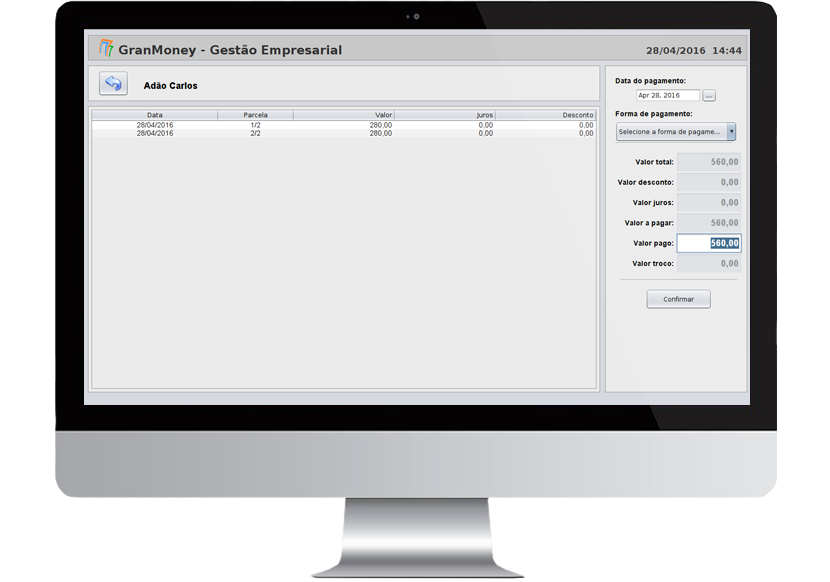 GranMoney - Gestão Empresarial 28/04/2016 14:44
Adão Carlos
Data Parcela Valor Juros Desconto
28/04/2016 1/2 280,00 0,00 0,00
28/04/2016 2/2 280,00 0,00 0,00
Data do pagamento:
Apr 28, 2016 ...
Forma de pagamento:
Selecione a forma de pagame...
Valor total: 560,00
Valor desconto: 0,00
Valor juros: 0,00
Valor a pagar: 560,00
Valor pago: 560,00
Valor troco: 0,00
Confirmar